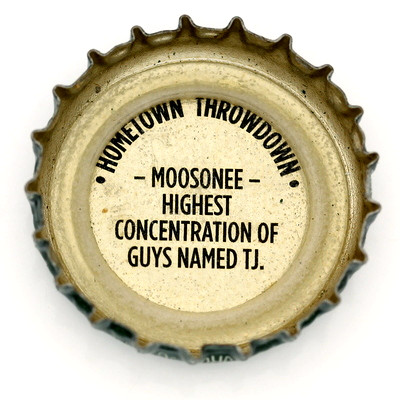 • HOMETOWN THROWDOWN •
– MOOSONEE –
HIGHEST
CONCENTRATION OF
GUYS NAMED TJ.